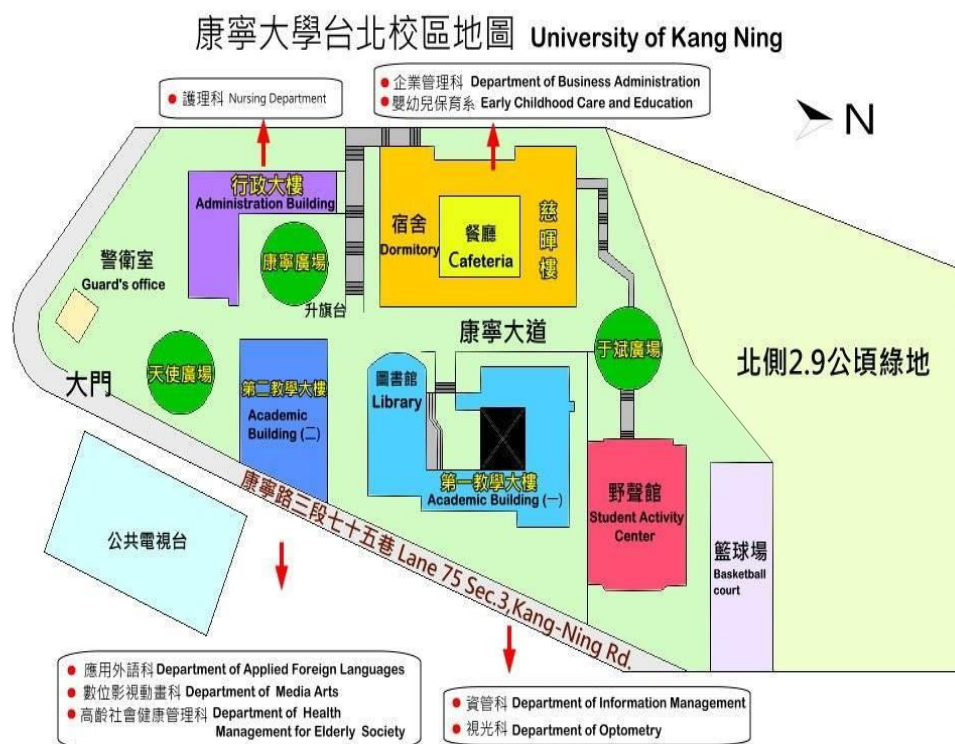 康寧大學台北校區地圖 University of Kang Ning
護理科 Nursing Department
企業管理科 Department of Business Administration
嬰幼兒保育系 Early Childhood Care and Education
N
行政大樓
Administration Building
康寧廣場
升旗台
宿舍
Dormitory
餐廳
Cafeteria
慈暉樓
警衛室
Guard's office
大門
天使廣場
第二教學大樓
Academic
Building (二)
康寧大道
于斌廣場
北側2.9公頃綠地
圖書館
Library
第一教學大樓
Academic Building (一)
野聲館
Student Activity
Center
籃球場
Basketball
court
公共電視台
康寧路三段七十五巷 Lane 75 Sec.3,Kang-Ning Rd.
應用外語科 Department of Applied Foreign Languages
數位影視動畫科 Department of Media Arts
高齡社會健康管理科 Department of Health
Management for Elderly Society
資管科 Department of Information Management
視光科 Department of Optometry